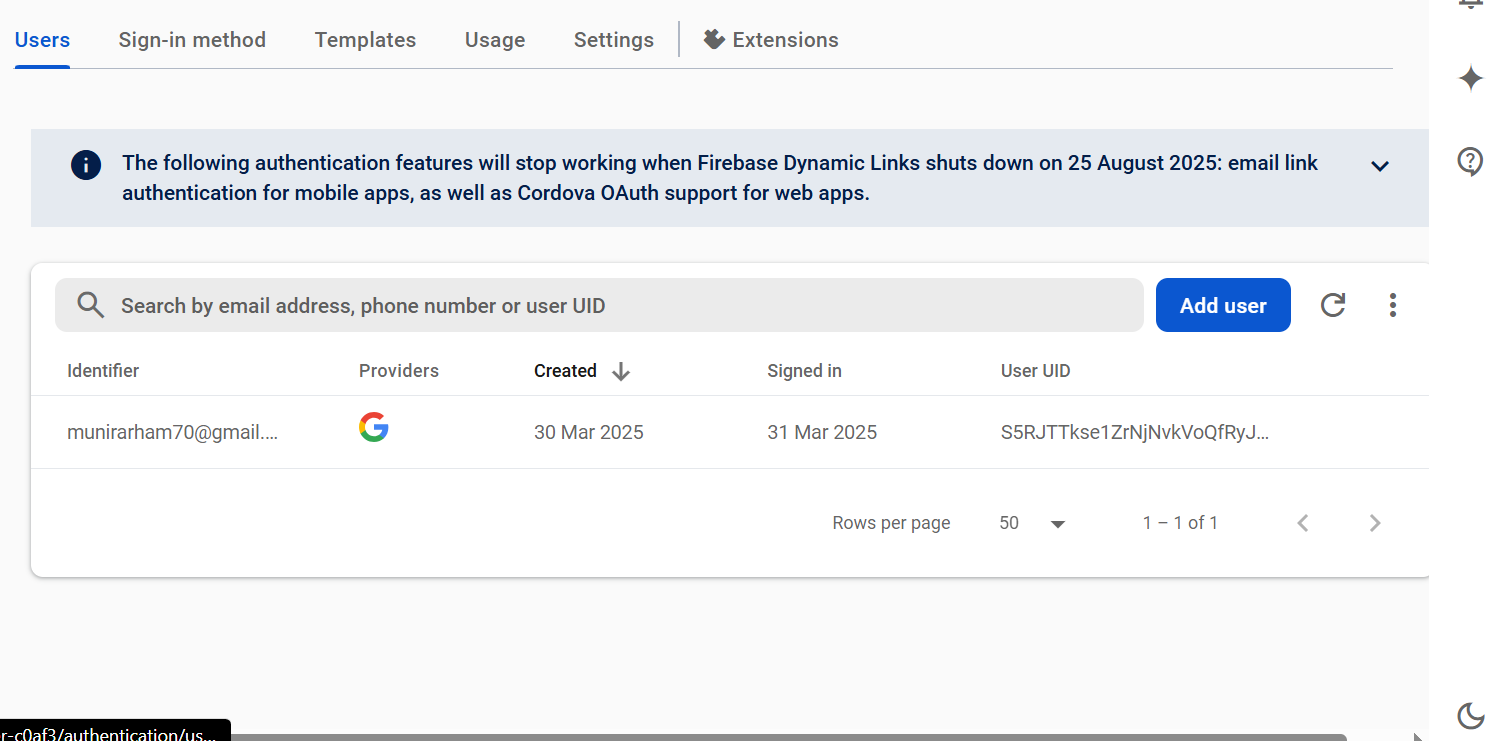 Users Sign-in method Templates Usage Settings Extensions
The following authentication features will stop working when Firebase Dynamic Links shuts down on 25 August 2025: email link
authentication for mobile apps, as well as Cordova OAuth support for web apps.
Search by email address, phone number or user UID Add user
Identifier Providers Created Signed in User UID
munirarham70@gmail.... 30 Mar 2025 31 Mar 2025 S5RJTTkse1ZrNjNvkVoQfRyJ...
Rows per page 50 1 – 1 of 1
r-c0af3/authentication/us...